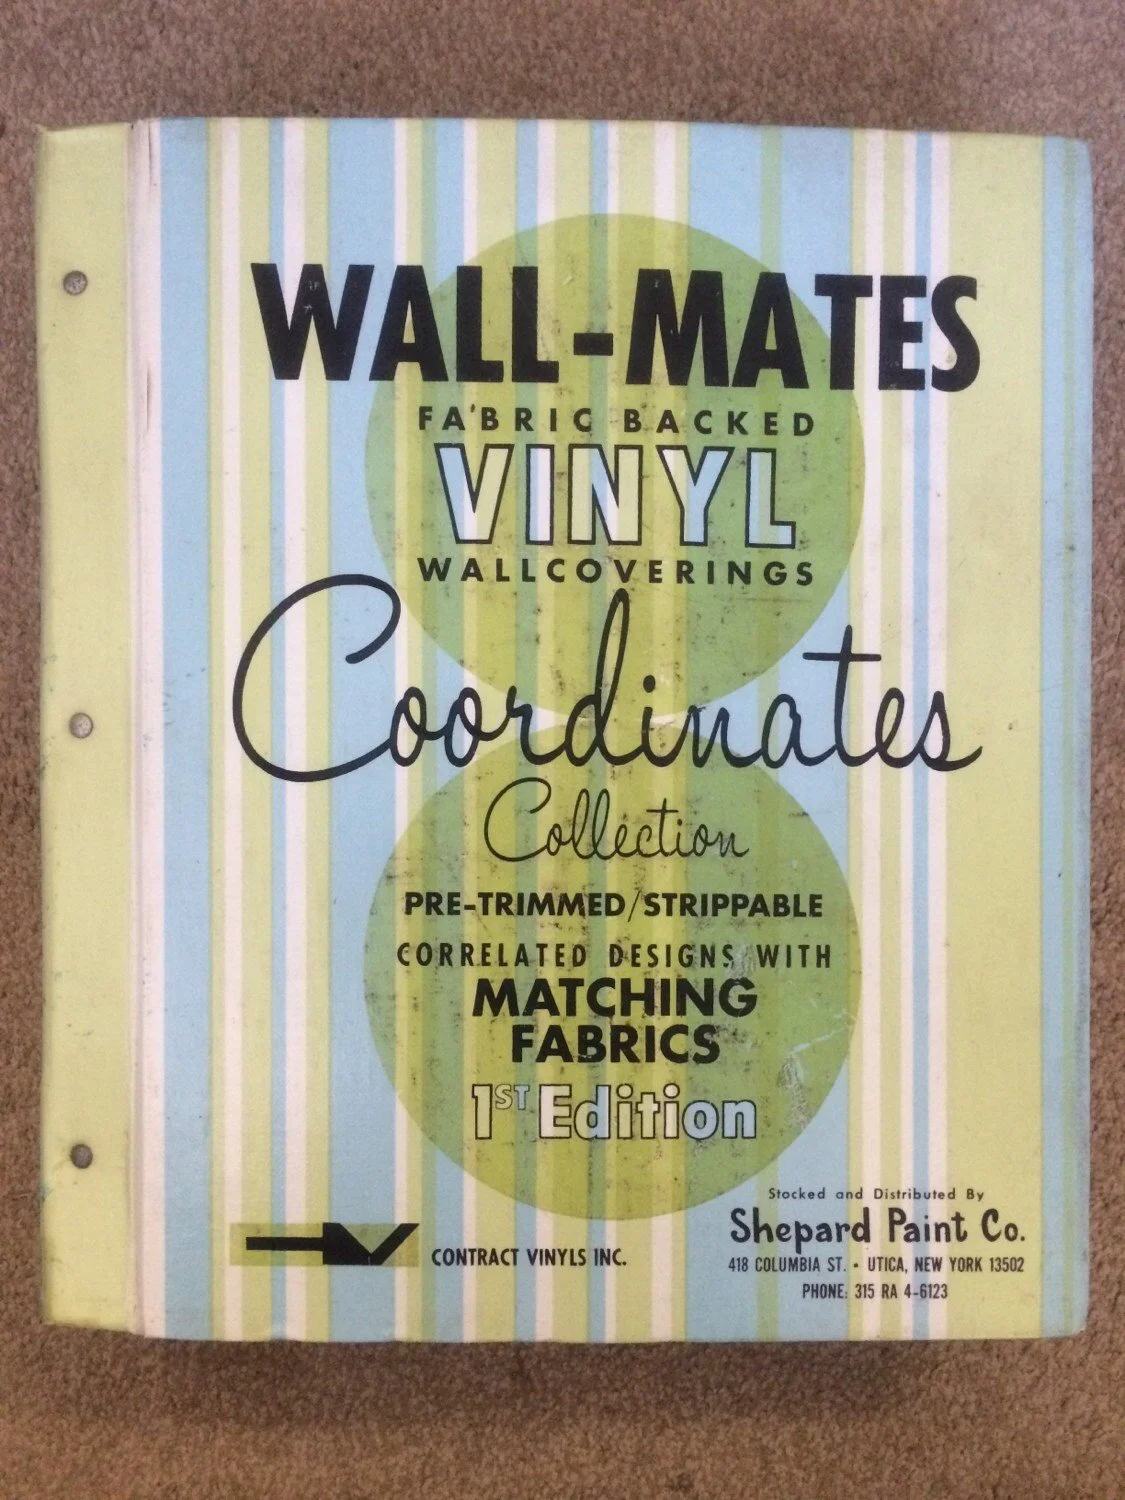 WALL-MATES
FABRIC BACKED
VINYL
WALLCOVERINGS
Coordinates
Collection
PRE-TRIMMED/STRIPPABLE
CORRELATED DESIGNS WITH
MATCHING
FABRICS
1ST Edition
CONTRACT VINYLS INC.
Stocked and Distributed By
Shepard Paint Co.
418 COLUMBIA ST. • UTICA, NEW YORK 13502
PHONE: 315 RA 4-6123